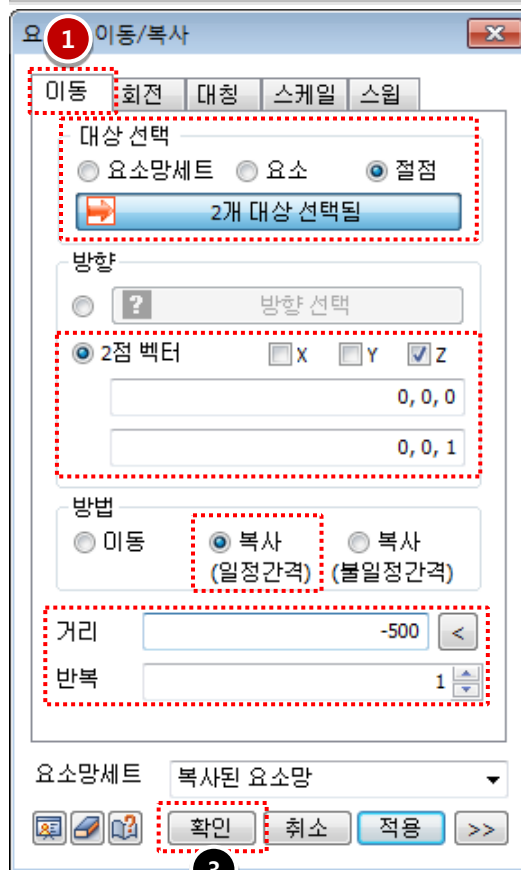 요 1 이동/복사
이동 회전 대칭 스케일 스윕
대상 선택
요소망세트 요소 절점
2개 대상 선택됨
방향
? 방향 선택
2점 벡터 X Y Z
0, 0, 0
0, 0, 1
방법
이동 복사 복사
(일정간격) (불일정간격)
거리 -500 <
반복 1
요소망세트 복사된 요소망
확인 취소 적용 >>